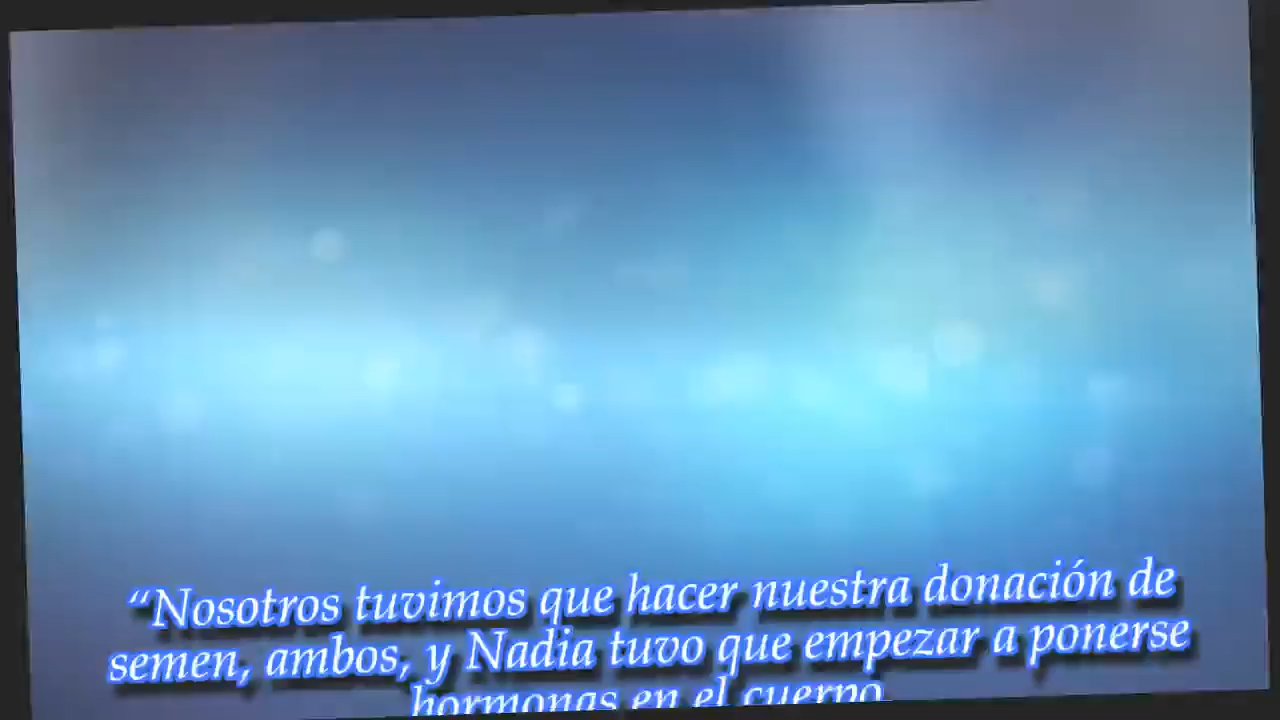 “Nosotros tuvimos que hacer nuestra donación de
semen, ambos, y Nadia tuvo que empezar a ponerse
hormonas en el cuerpo